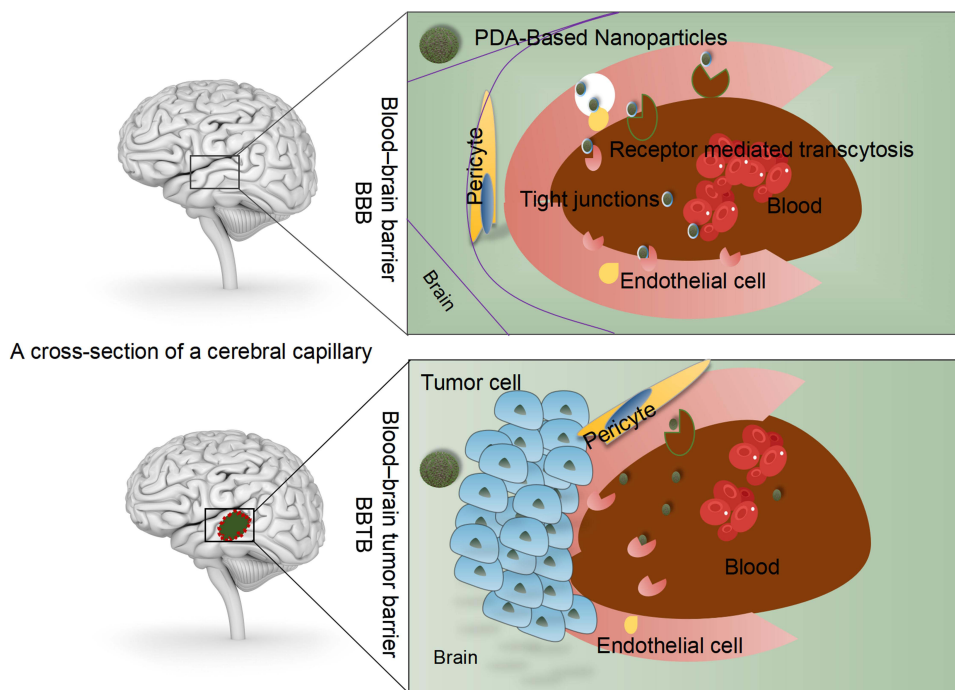 PDA-Based Nanoparticles
Blood–brain barrier
BBB
Pericyte
Receptor mediated transcytosis
Tight junctions
Blood
Endothelial cell
Brain
A cross-section of a cerebral capillary
Blood–brain tumor barrier
BBTB
Tumor cell
Pericyte
Blood
Endothelial cell
Brain